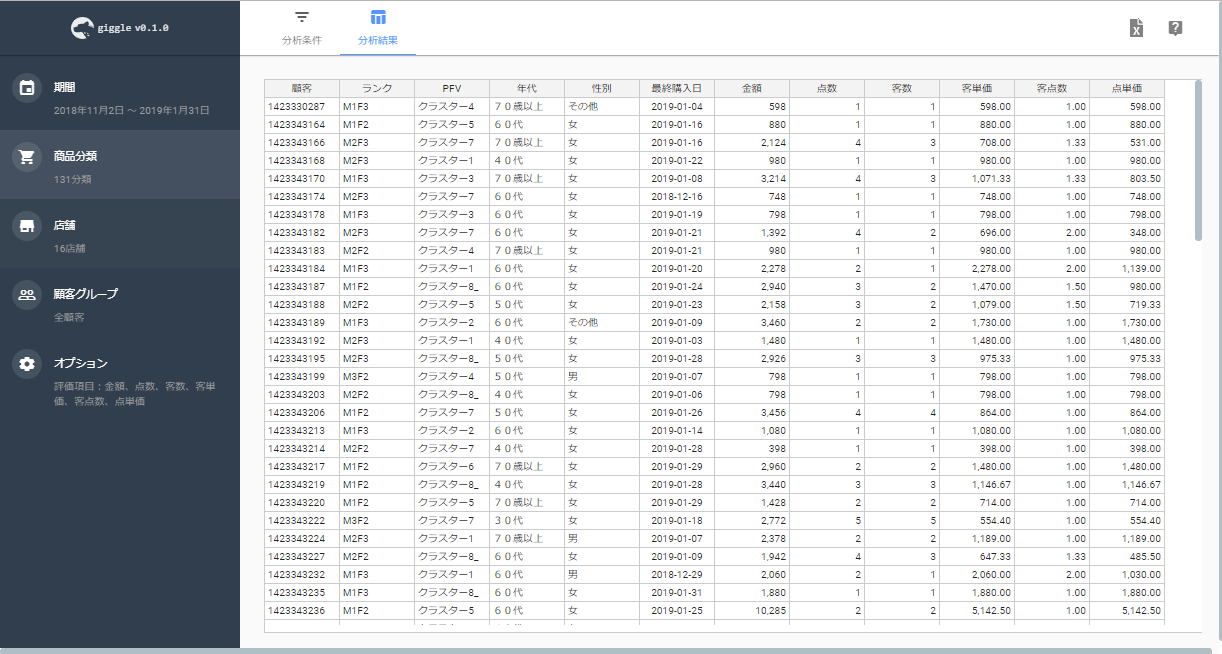 giggle v0.1.0
分析条件
分析結果
期間
2018年11月2日 ～ 2019年1月31日
商品分類
131分類
店舗
16店舗
顧客グループ
全顧客
オプション
評価項目：金額、点数、客数、客単
価、客点数、点単価
顧客 ランク PFV 年代 性別 最終購入日 金額 点数 客数 客単価 客点数 点単価
1423330287 M1F3 クラスター4 ７０歳以上 その他 2019-01-04 598 1 1 598.00 1.00 598.00
1423343164 M1F2 クラスター5 ６０代 女 2019-01-16 880 1 1 880.00 1.00 880.00
1423343166 M2F3 クラスター7 ７０歳以上 女 2019-01-16 2,124 4 3 708.00 1.33 531.00
1423343168 M2F3 クラスター1 ４０代 女 2019-01-22 980 1 1 980.00 1.00 980.00
1423343170 M1F3 クラスター3 ７０歳以上 女 2019-01-08 3,214 4 3 1,071.33 1.33 803.50
1423343174 M2F3 クラスター7 ６０代 女 2018-12-16 748 1 1 748.00 1.00 748.00
1423343178 M1F3 クラスター3 ６０代 女 2019-01-19 798 1 1 798.00 1.00 798.00
1423343182 M2F3 クラスター7 ６０代 女 2019-01-21 1,392 4 2 696.00 2.00 348.00
1423343183 M2F2 クラスター4 ７０歳以上 女 2019-01-21 980 1 1 980.00 1.00 980.00
1423343184 M1F3 クラスター1 ６０代 女 2019-01-20 2,278 2 1 2,278.00 2.00 1,139.00
1423343187 M1F2 クラスター8_ ６０代 女 2019-01-24 2,940 3 2 1,470.00 1.50 980.00
1423343188 M2F2 クラスター5 ５０代 女 2019-01-23 2,158 3 2 1,079.00 1.50 719.33
1423343189 M1F3 クラスター2 ６０代 その他 2019-01-09 3,460 2 2 1,730.00 1.00 1,730.00
1423343192 M2F3 クラスター1 ４０代 女 2019-01-03 1,480 1 1 1,480.00 1.00 1,480.00
1423343195 M2F3 クラスター8_ ５０代 女 2019-01-28 2,926 3 3 975.33 1.00 975.33
1423343199 M3F2 クラスター4 ５０代 男 2019-01-07 798 1 1 798.00 1.00 798.00
1423343203 M2F2 クラスター8_ ４０代 女 2019-01-06 798 1 1 798.00 1.00 798.00
1423343206 M1F2 クラスター7 ５０代 女 2019-01-26 3,456 4 4 864.00 1.00 864.00
1423343213 M1F3 クラスター2 ６０代 女 2019-01-14 1,080 1 1 1,080.00 1.00 1,080.00
1423343214 M2F2 クラスター7 ４０代 女 2019-01-28 398 1 1 398.00 1.00 398.00
1423343217 M1F2 クラスター6 ７０歳以上 女 2019-01-29 2,960 2 2 1,480.00 1.00 1,480.00
1423343219 M1F2 クラスター8_ ４０代 女 2019-01-28 3,440 3 3 1,146.67 1.00 1,146.67
1423343220 M1F2 クラスター5 ７０歳以上 女 2019-01-29 1,428 2 2 714.00 1.00 714.00
1423343222 M3F2 クラスター7 ３０代 女 2019-01-18 2,772 5 5 554.40 1.00 554.40
1423343224 M2F3 クラスター1 ７０歳以上 男 2019-01-07 2,378 2 2 1,189.00 1.00 1,189.00
1423343227 M2F2 クラスター8_ ６０代 女 2019-01-09 1,942 4 3 647.33 1.33 485.50
1423343232 M1F3 クラスター1 ６０代 男 2018-12-29 2,060 2 1 2,060.00 2.00 1,030.00
1423343235 M1F3 クラスター8_ ６０代 女 2019-01-31 1,880 1 1 1,880.00 1.00 1,880.00
1423343236 M1F2 クラスター5 ６０代 女 2019-01-25 10,285 2 2 5,142.50 1.00 5,142.50